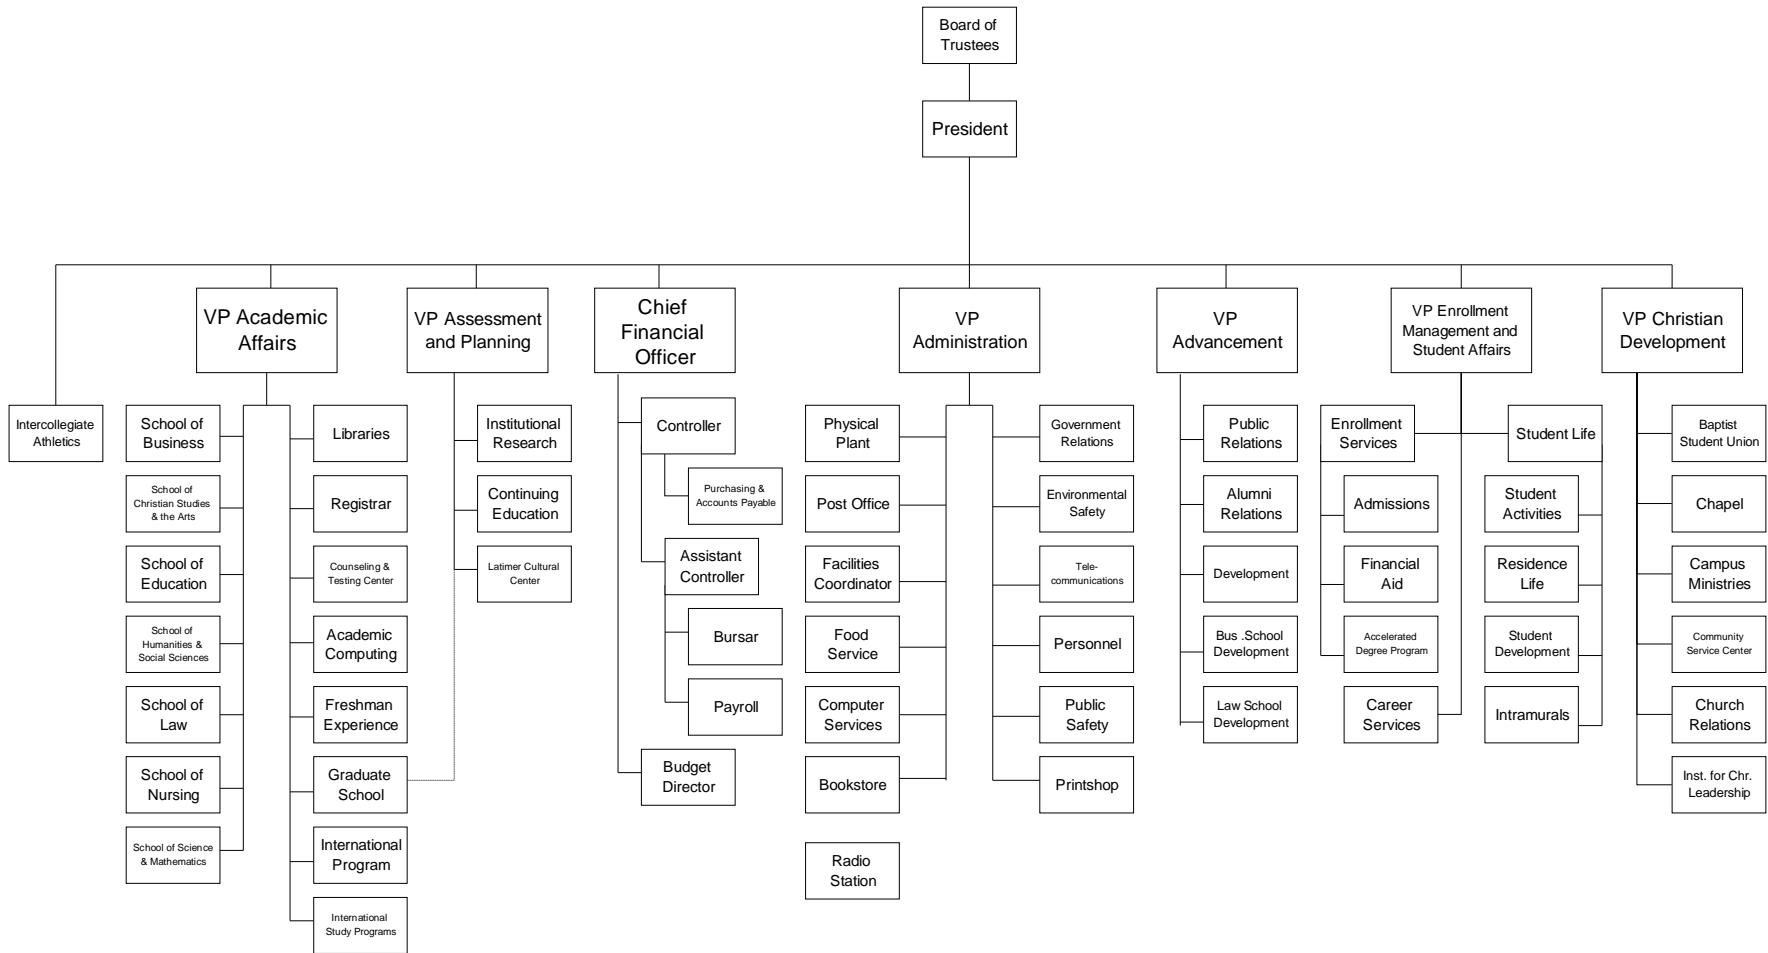 Board of
Trustees
President
VP Academic
Affairs
VP Assessment
and Planning
Chief
Financial
Officer
VP
Administration
VP
Advancement
VP Enrollment
Management and
Student Affairs
VP Christian
Development
Intercollegiate
Athletics
School of
Business
School of
Christian Studies
& the Arts
School of
Education
School of
Humanities &
Social Sciences
School of
Law
School of
Nursing
School of Science
& Mathematics
Libraries
Registrar
Counseling &
Testing Center
Academic
Computing
Freshman
Experience
Graduate
School
International
Program
International
Study Programs
Institutional
Research
Continuing
Education
Latimer Cultural
Center
Controller
Purchasing &
Accounts Payable
Assistant
Controller
Bursar
Payroll
Budget
Director
Physical
Plant
Post Office
Facilities
Coordinator
Food
Service
Computer
Services
Bookstore
Radio
Station
Government
Relations
Environmental
Safety
Tele-
communications
Personnel
Public
Safety
Printshop
Public
Relations
Alumni
Relations
Development
Bus .School
Development
Law School
Development
Enrollment
Services
Admissions
Financial
Aid
Accelerated
Degree Program
Career
Services
Student Life
Student
Activities
Residence
Life
Student
Development
Intramurals
Baptist
Student Union
Chapel
Campus
Ministries
Community
Service Center
Church
Relations
Inst. for Chr.
Leadership